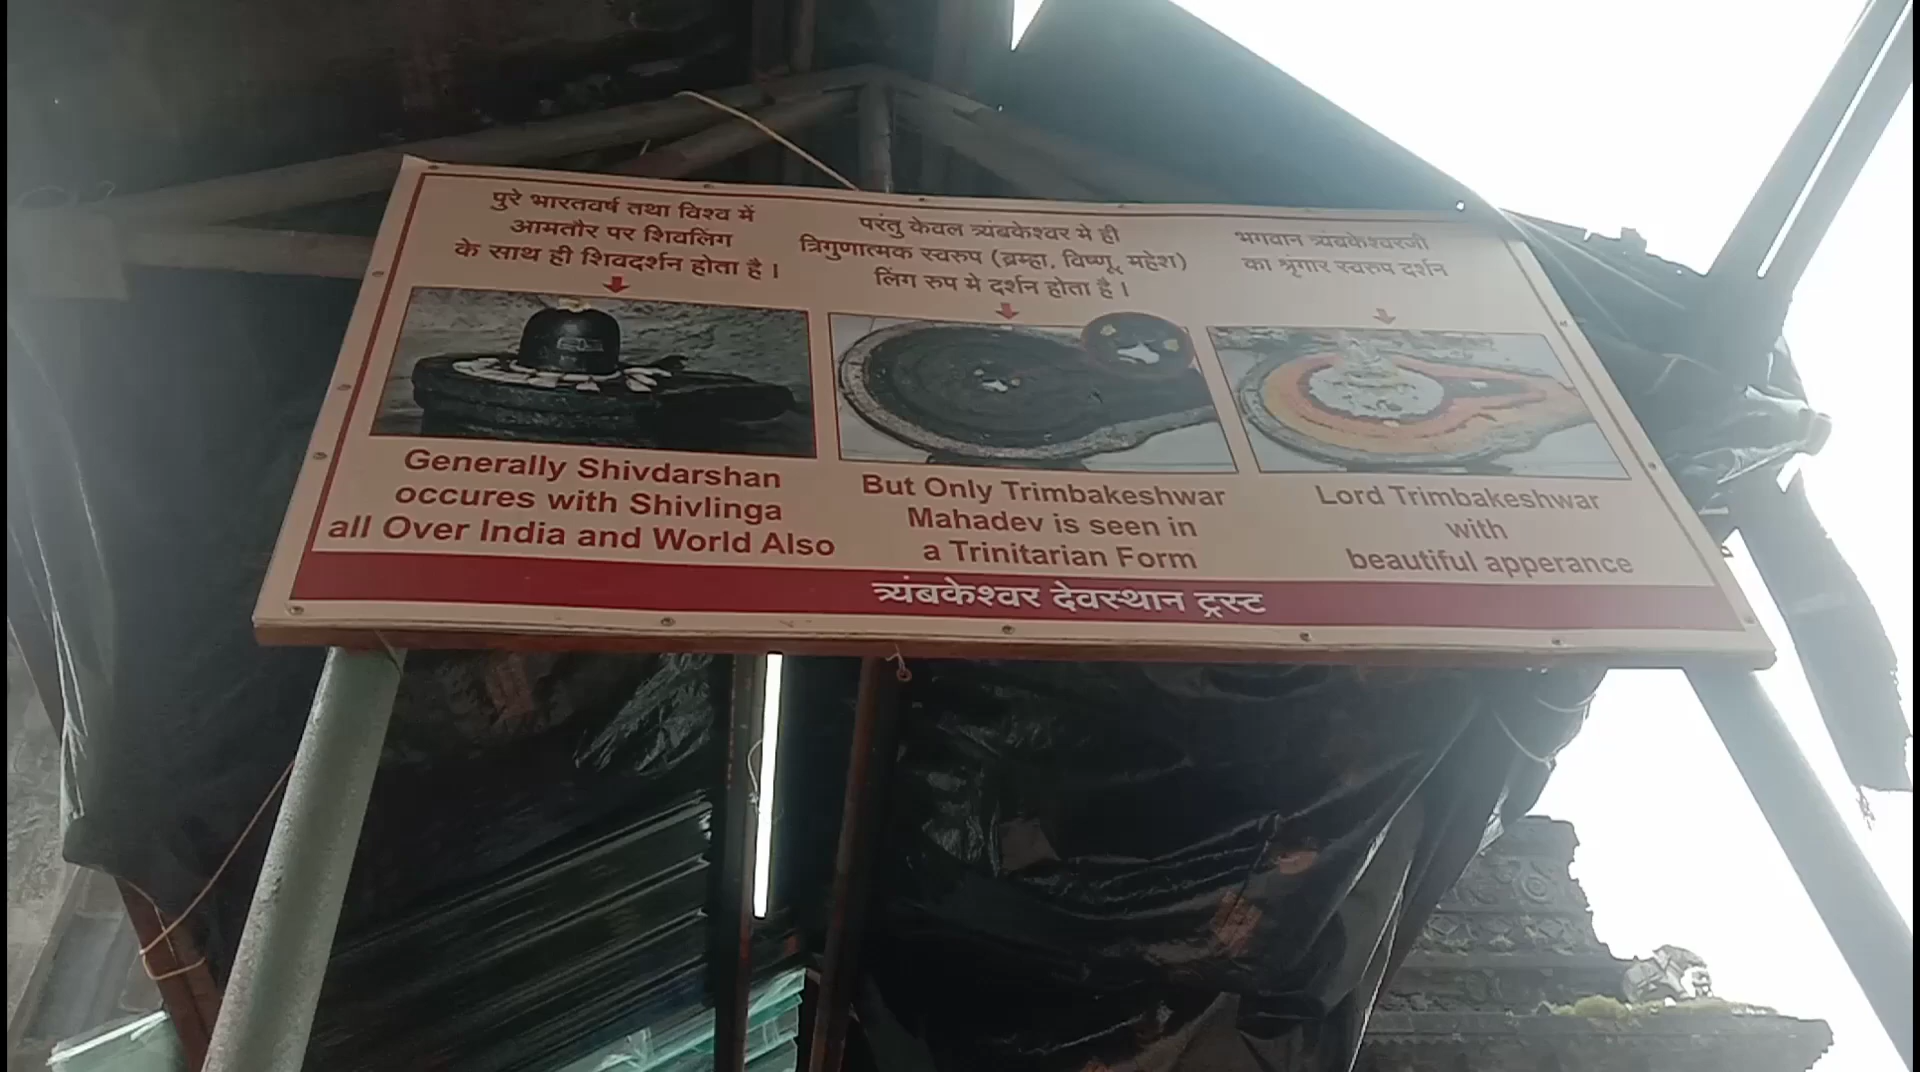 पुरे भारतवर्ष तथा विश्व में
आमतौर पर शिवलिंग
के साथ ही शिवदर्शन होता है।
Generally Shivdarshan
occures with Shivlinga
all Over India and World Also
परंतु केवल त्र्यंबकेश्वर मे ही
त्रिगुणात्मक स्वरुप (ब्रम्हा, विष्णू, महेश)
लिंग रुप मे दर्शन होता है।
But Only Trimbakeshwar
Mahadev is seen in
a Trinitarian Form
भगवान त्र्यंबकेश्वरजी
का श्रृंगार स्वरुप दर्शन
Lord Trimbakeshwar
with
beautiful apperance
त्र्यंबकेश्वर देवस्थान ट्रस्ट